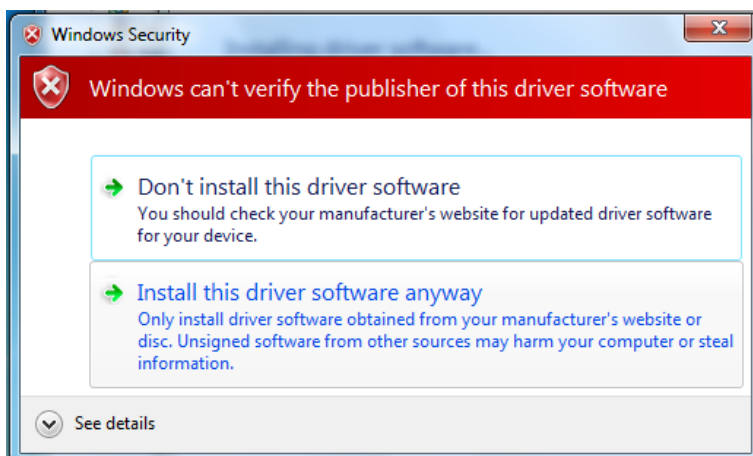 Windows Security
Installing driver software...
Windows can't verify the publisher of this driver software
Don't install this driver software
You should check your manufacturer's website for updated driver software
for your device.
Install this driver software anyway
Only install driver software obtained from your manufacturer's website or
disc. Unsigned software from other sources may harm your computer or steal
information.
See details